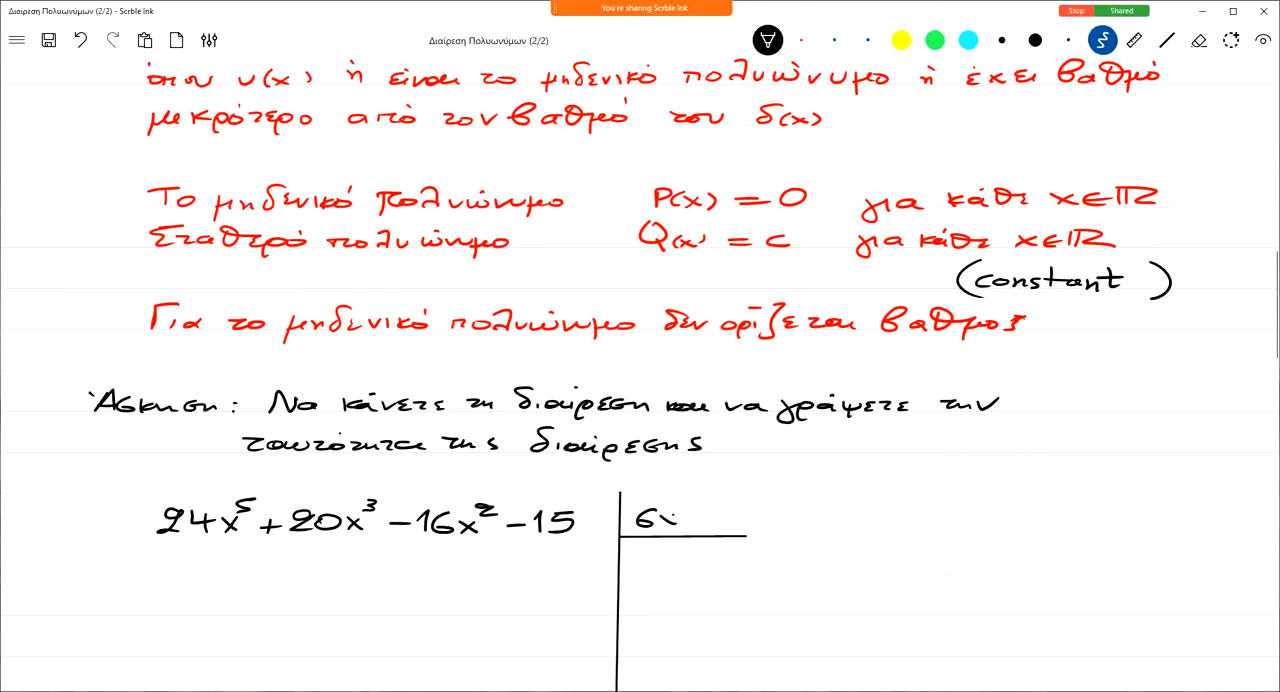 Διαίρεση Πολυωνύμων (2/2) - Scrble Ink
You're sharing Scrble Ink
Stop Shared
Διαίρεση Πολυωνύμων (2/2)
όπου υ(x) ή είναι το μηδενικό πολυώνυμο ή έχει βαθμό
μικρότερο από τον βαθμό του δ(x)
Το μηδενικό πολυώνυμο P(x) = 0 για κάθε x∈ℝ
Σταθερό πολυώνυμο Q(x) = c για κάθε x∈ℝ
(constant)
Για το μηδενικό πολυώνυμο δεν ορίζεται βαθμός
Άσκηση: Να κάνετε τη διαίρεση και να γράψετε την
ταυτότητα της διαίρεσης
24x⁵ + 20x³ - 16x² - 15 6x